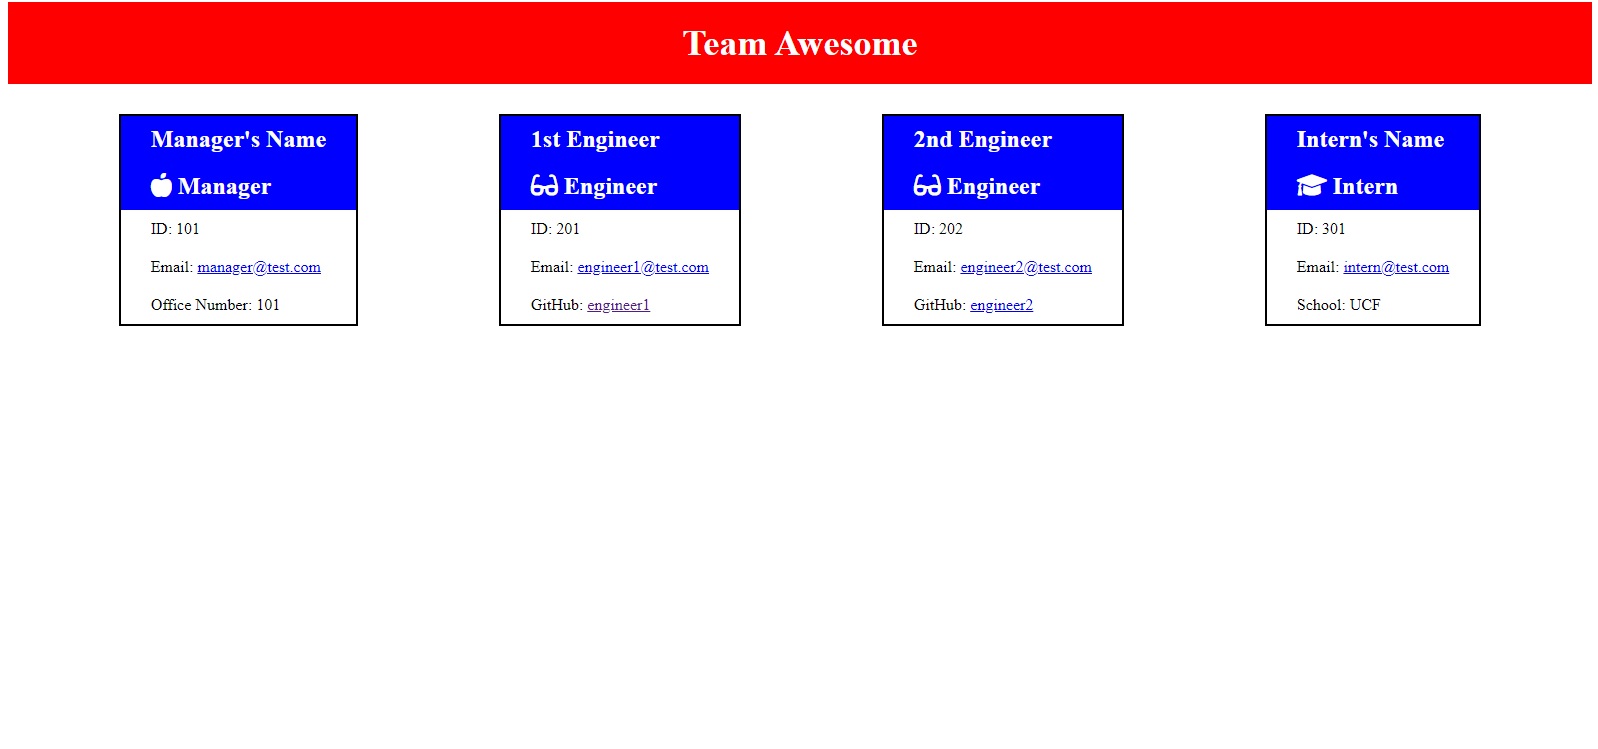 Team Awesome
Manager's Name
Manager
ID: 101
Email: manager@test.com
Office Number: 101
1st Engineer
Engineer
ID: 201
Email: engineer1@test.com
GitHub: engineer1
2nd Engineer
Engineer
ID: 202
Email: engineer2@test.com
GitHub: engineer2
Intern's Name
Intern
ID: 301
Email: intern@test.com
School: UCF